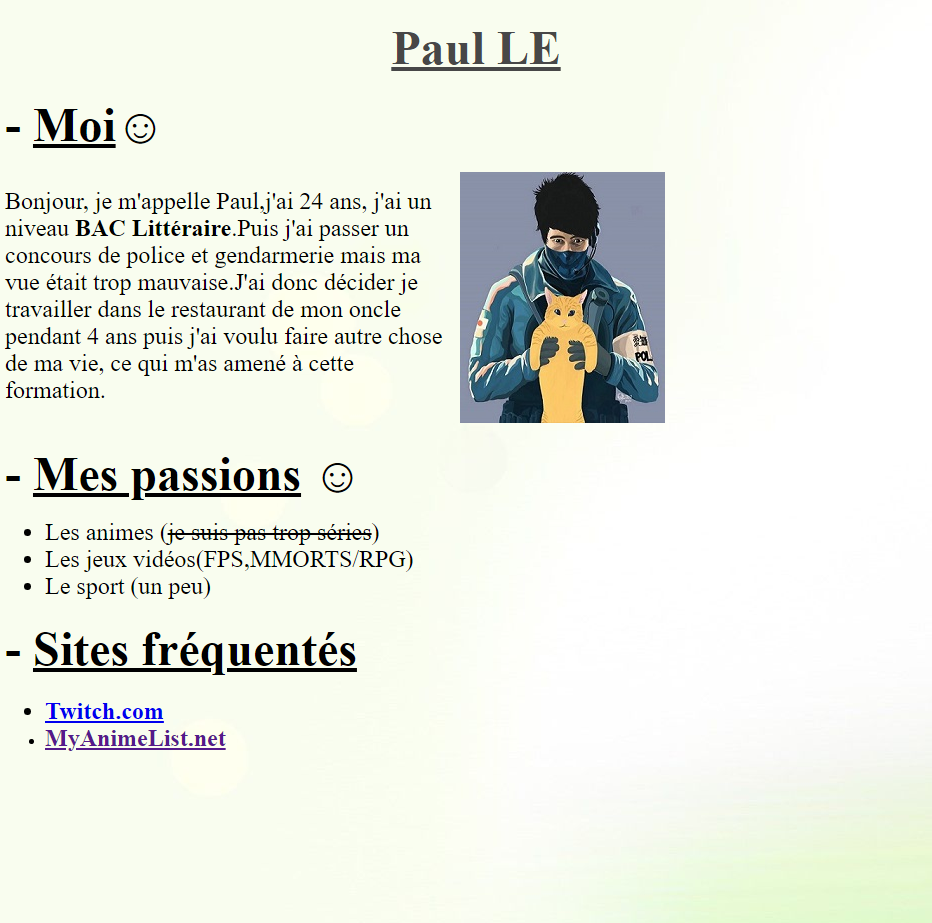 Paul LE
- Moi☺
Bonjour, je m'appelle Paul,j'ai 24 ans, j'ai un
niveau BAC Littéraire.Puis j'ai passer un
concours de police et gendarmerie mais ma
vue était trop mauvaise.J'ai donc décider je
travailler dans le restaurant de mon oncle
pendant 4 ans puis j'ai voulu faire autre chose
de ma vie, ce qui m'as amené à cette
formation.
POL
- Mes passions ☺
• Les animes (je suis pas trop séries)
• Les jeux vidéos(FPS,MMORTS/RPG)
• Le sport (un peu)
- Sites fréquentés
• Twitch.com
• MyAnimeList.net